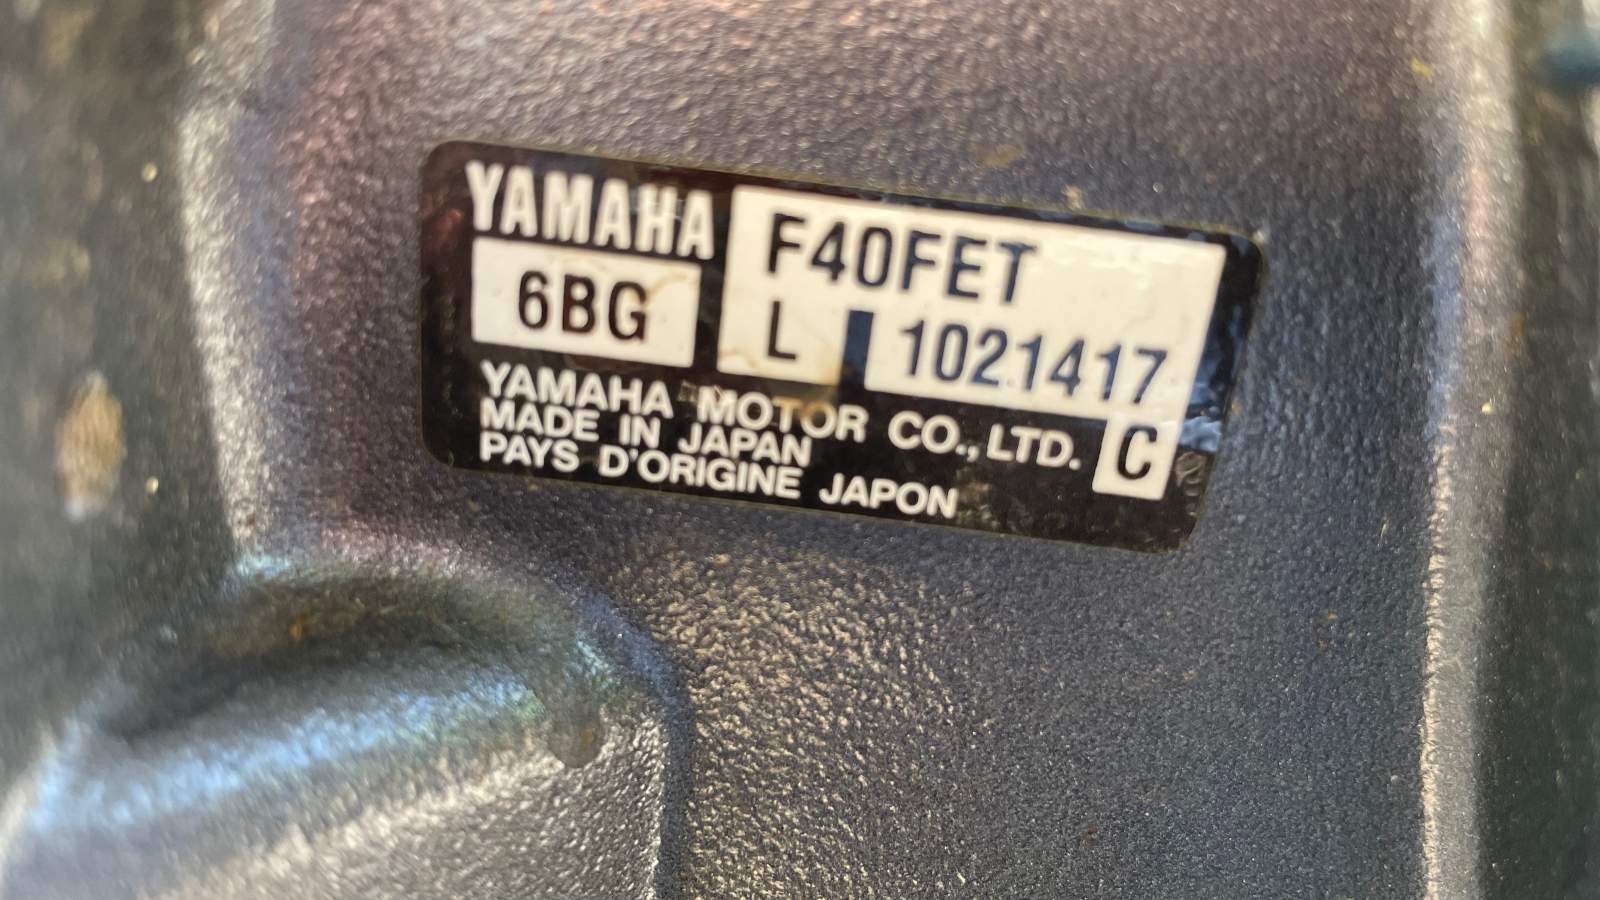 YAMAHA
F40FET
6BG
L 1021417
YAMAHA MOTOR CO., LTD.
C
MADE IN JAPAN
PAYS D'ORIGINE JAPON